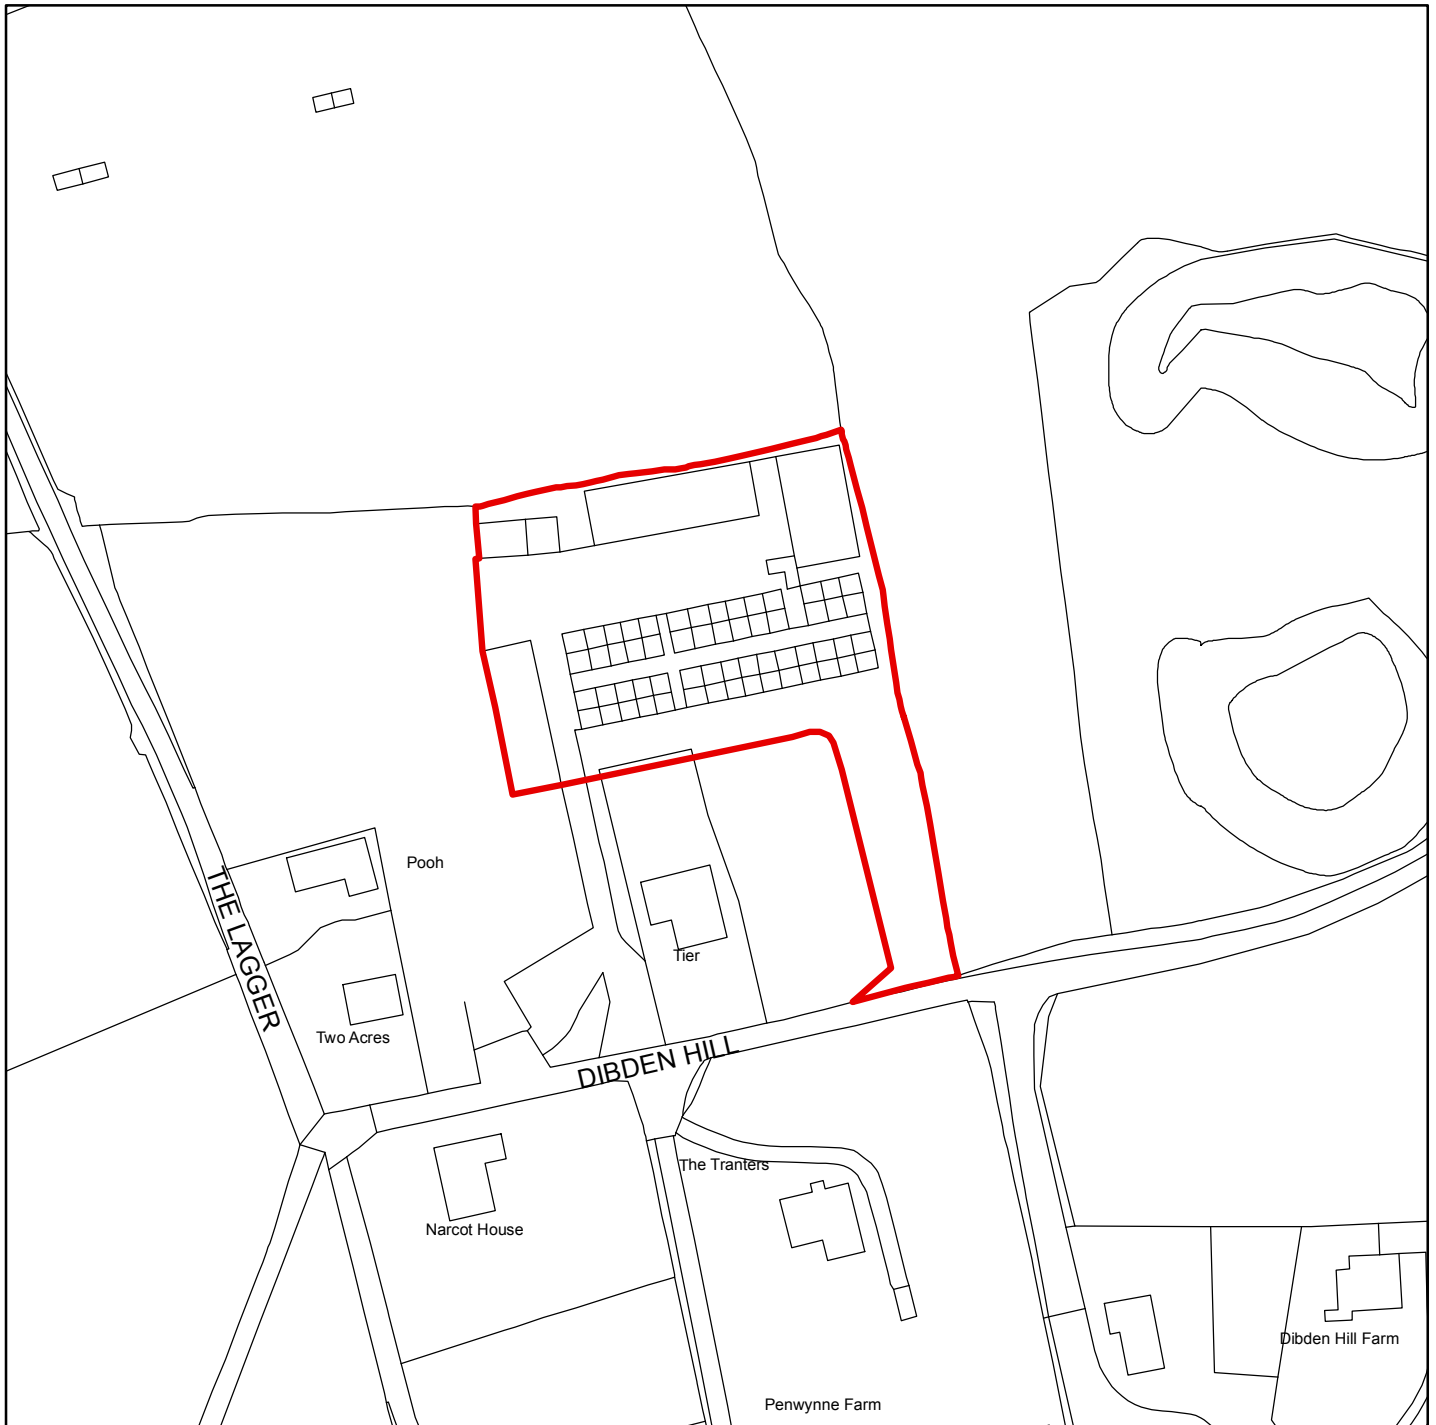 Pooh
THE LAGGER
Tier
Two Acres
DIBDEN HILL
The Tranters
Narcot House
Dibden Hill Farm
Penwynne Farm